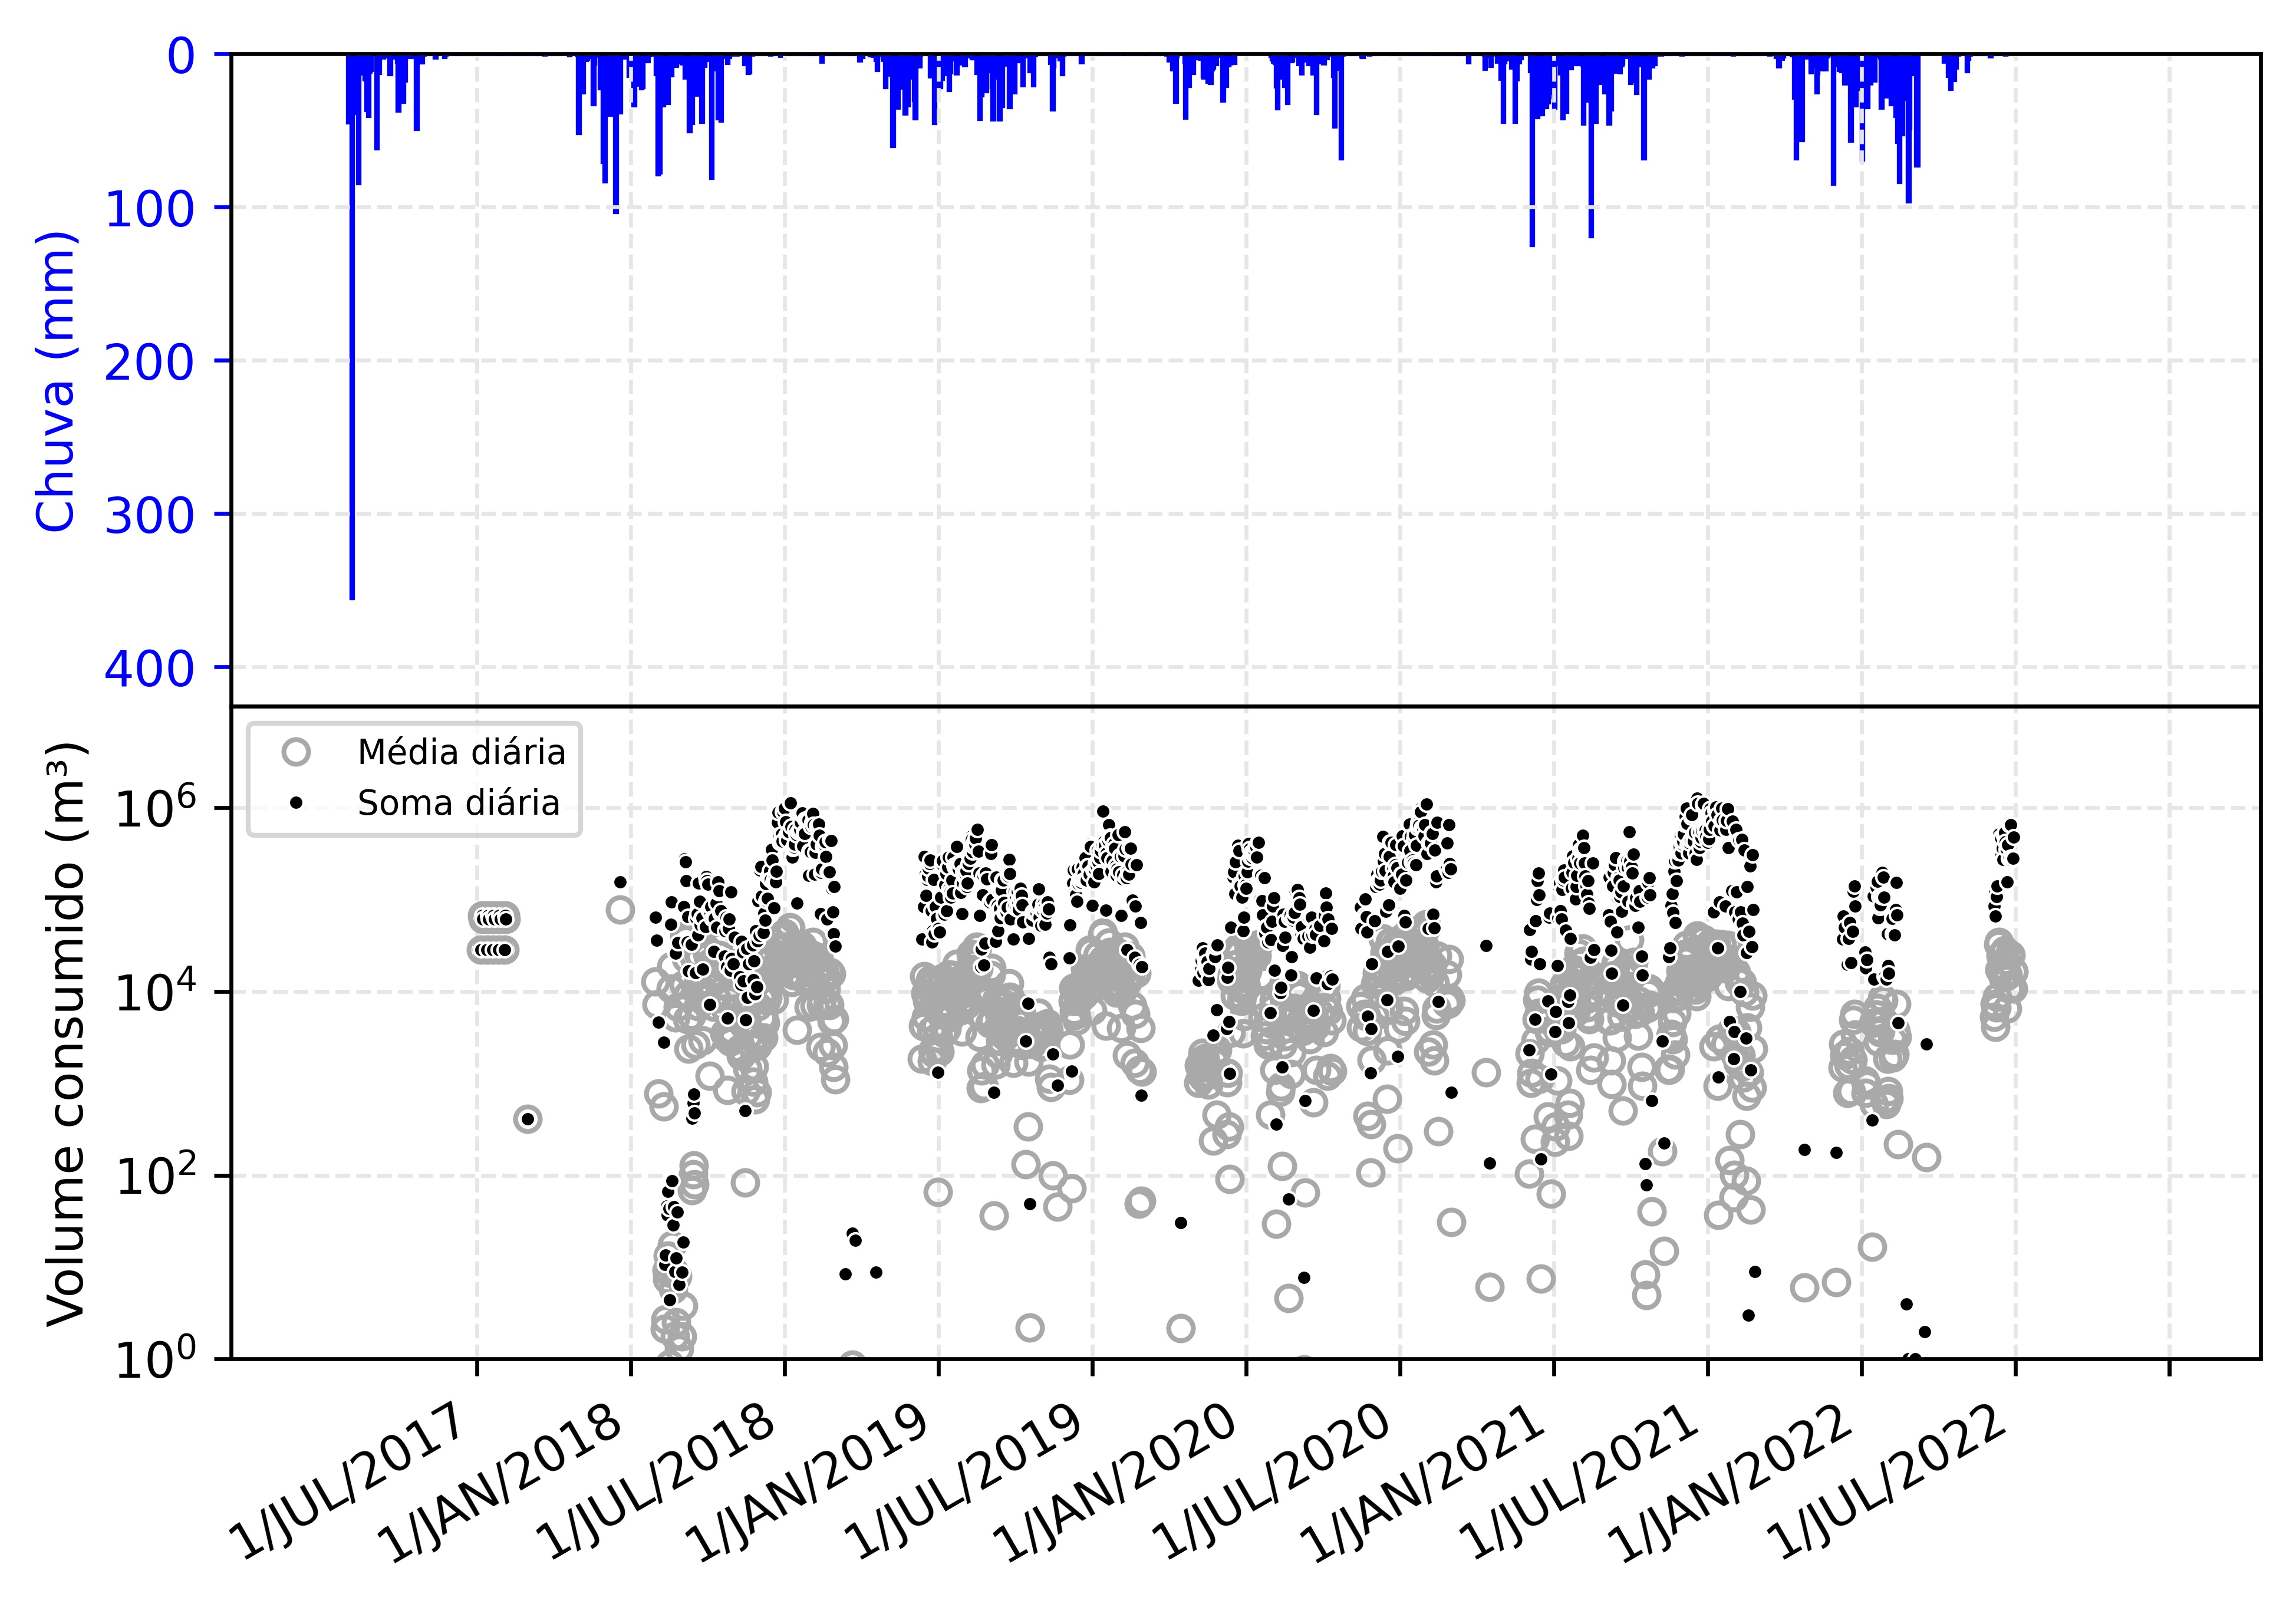 0
100
200
300
400
Chuva (mm)
Média diária
Soma diária
10⁶
10⁴
10²
10⁰
Volume consumido (m³)
1/JUL/2017
1/JAN/2018
1/JUL/2018
1/JAN/2019
1/JUL/2019
1/JAN/2020
1/JUL/2020
1/JAN/2021
1/JUL/2021
1/JAN/2022
1/JUL/2022